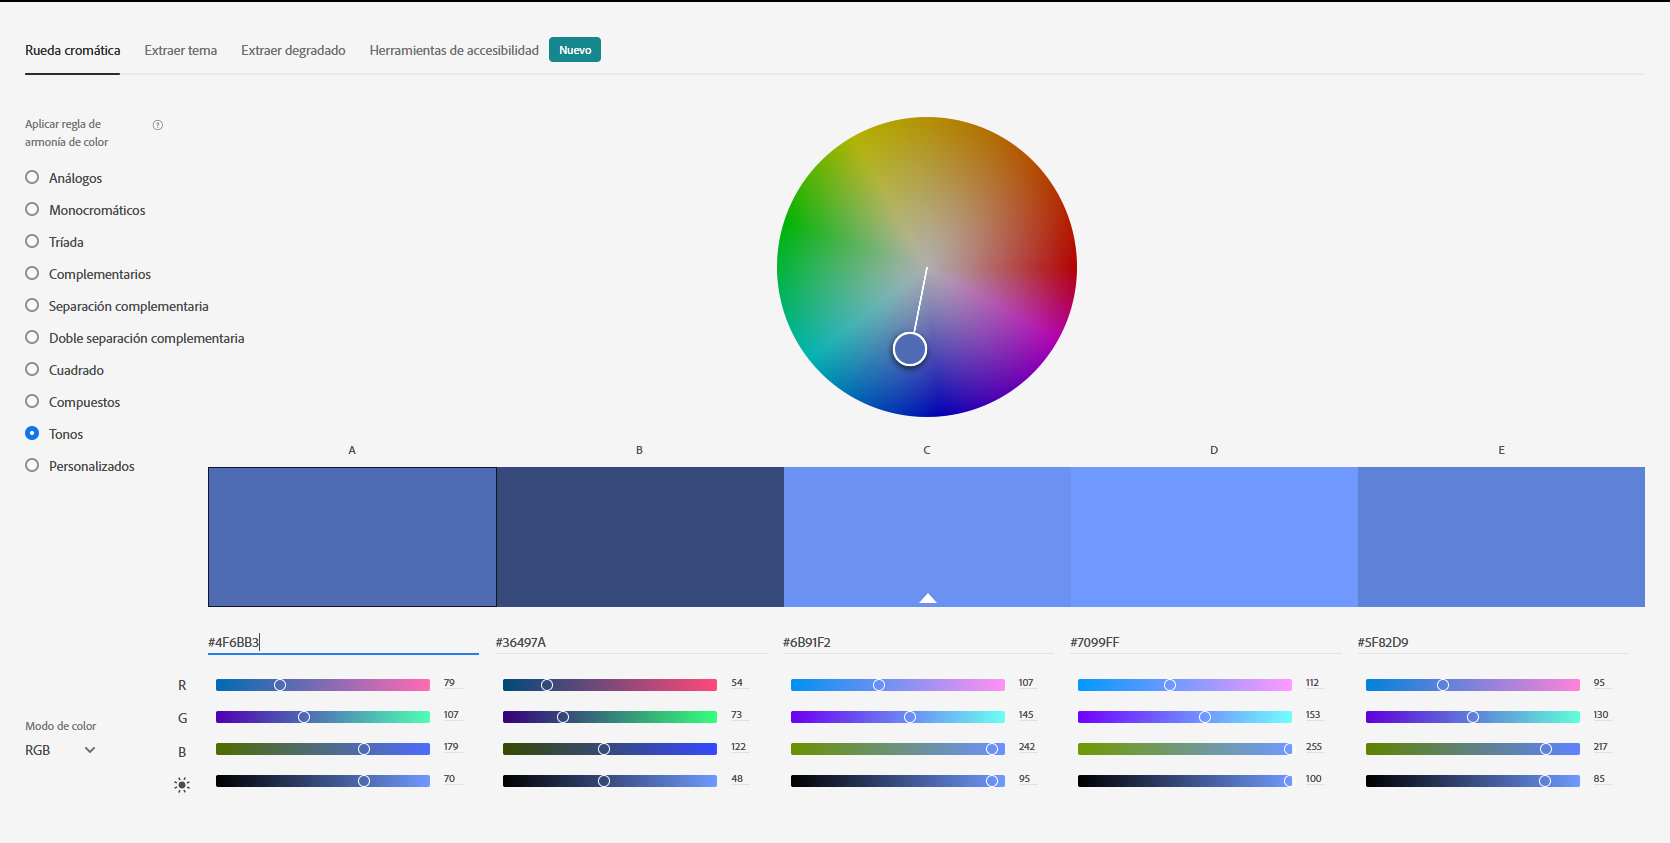 Rueda cromática Extraer tema Extraer degradado Herramientas de accesibilidad Nuevo
Aplicar regla de
armonía de color ?
Análogos
Monocromáticos
Tríada
Complementarios
Separación complementaria
Doble separación complementaria
Cuadrado
Compuestos
Tonos
Personalizados
A B C D E
#4F6BB3 #36497A #6B91F2 #7099FF #5F82D9
R 79 54 107 112 95
G 107 73 145 153 130
Modo de color
RGB
B 179 122 242 255 217
70 48 95 100 85